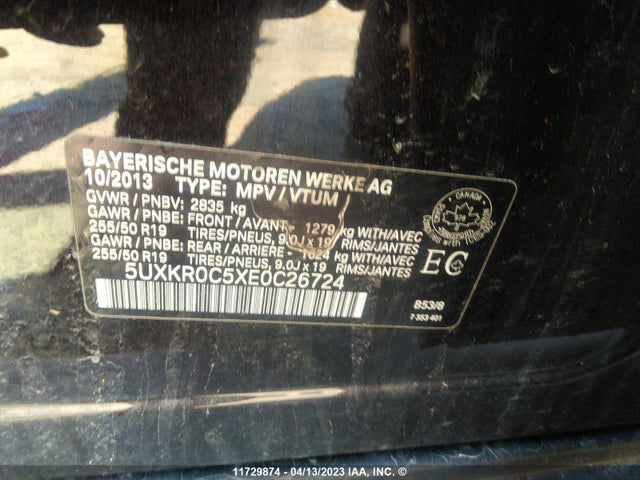 BAYERISCHE MOTOREN WERKE AG
10/2013 TYPE: MPV / VTUM
GVWR / PNBV: 2835 kg
GAWR / PNBE: FRONT / AVANT - 1279 kg WITH/AVEC
255/50 R19 TIRES/PNEUS, 9.0J x 19 RIMS/JANTES
GAWR / PNBE: REAR / ARRIERE - 1624 kg WITH/AVEC
255/50 R19 TIRES/PNEUS, 9.0J x 19 RIMS/JANTES
5UXKR0C5XE0C26724
CANADA
EC
B53/8
7 353 401
11729874 - 04/13/2023 IAA, INC. ©